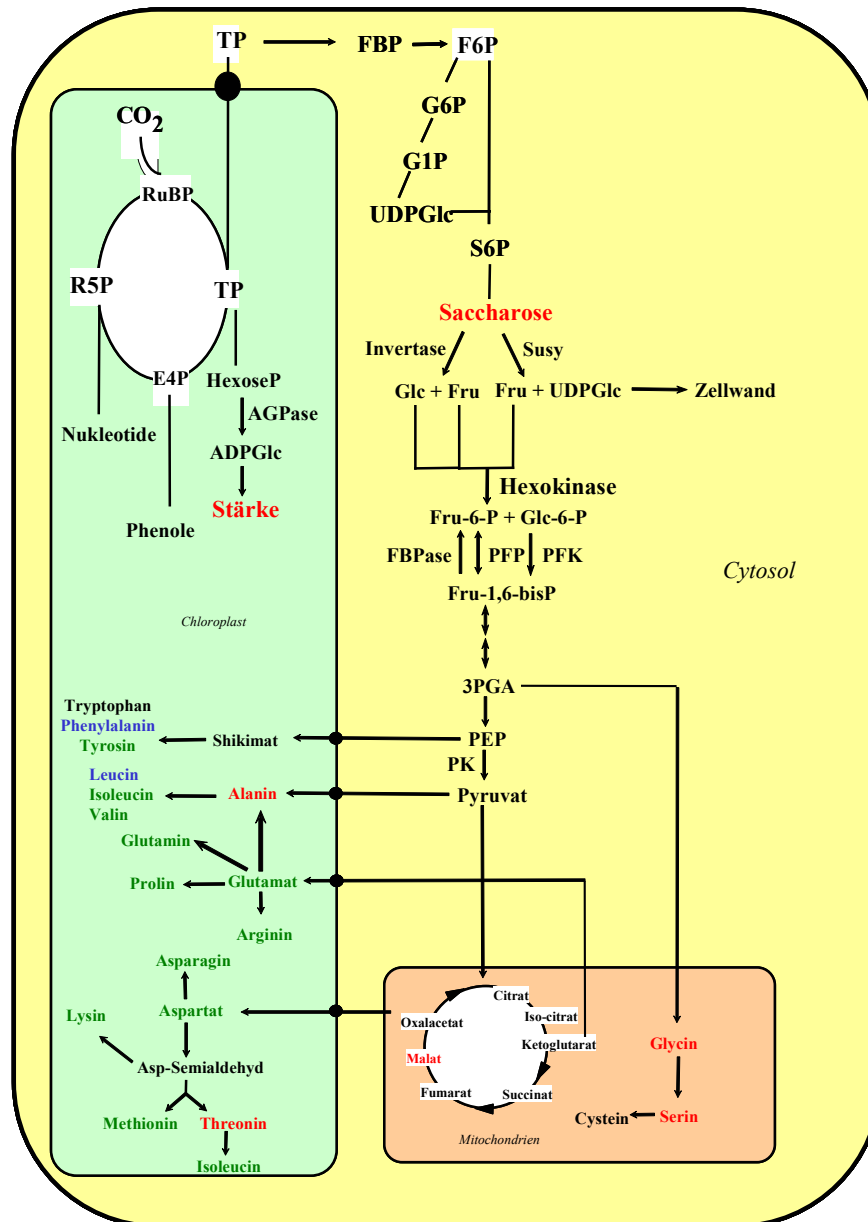 TP
FBP
F6P
G6P
G1P
UDPGlc
S6P
Saccharose
Invertase
Susy
Glc + Fru
Fru + UDPGlc
Zellwand
Hexokinase
Fru-6-P + Glc-6-P
FBPase
PFP
PFK
Fru-1,6-bisP
Cytosol
3PGA
PEP
PK
Pyruvat
CO2
RuBP
R5P
TP
E4P
HexoseP
AGPase
Nukleotide
ADPGlc
Phenole
Stärke
Chloroplast
Tryptophan
Phenylalanin
Tyrosin
Shikimat
Leucin
Isoleucin
Valin
Alanin
Glutamin
Prolin
Glutamat
Arginin
Asparagin
Lysin
Aspartat
Asp-Semialdehyd
Methionin
Threonin
Isoleucin
Citrat
Oxalacetat
Iso-citrat
Ketoglutarat
Malat
Fumarat
Succinat
Glycin
Cystein
Serin
Mitochondrien